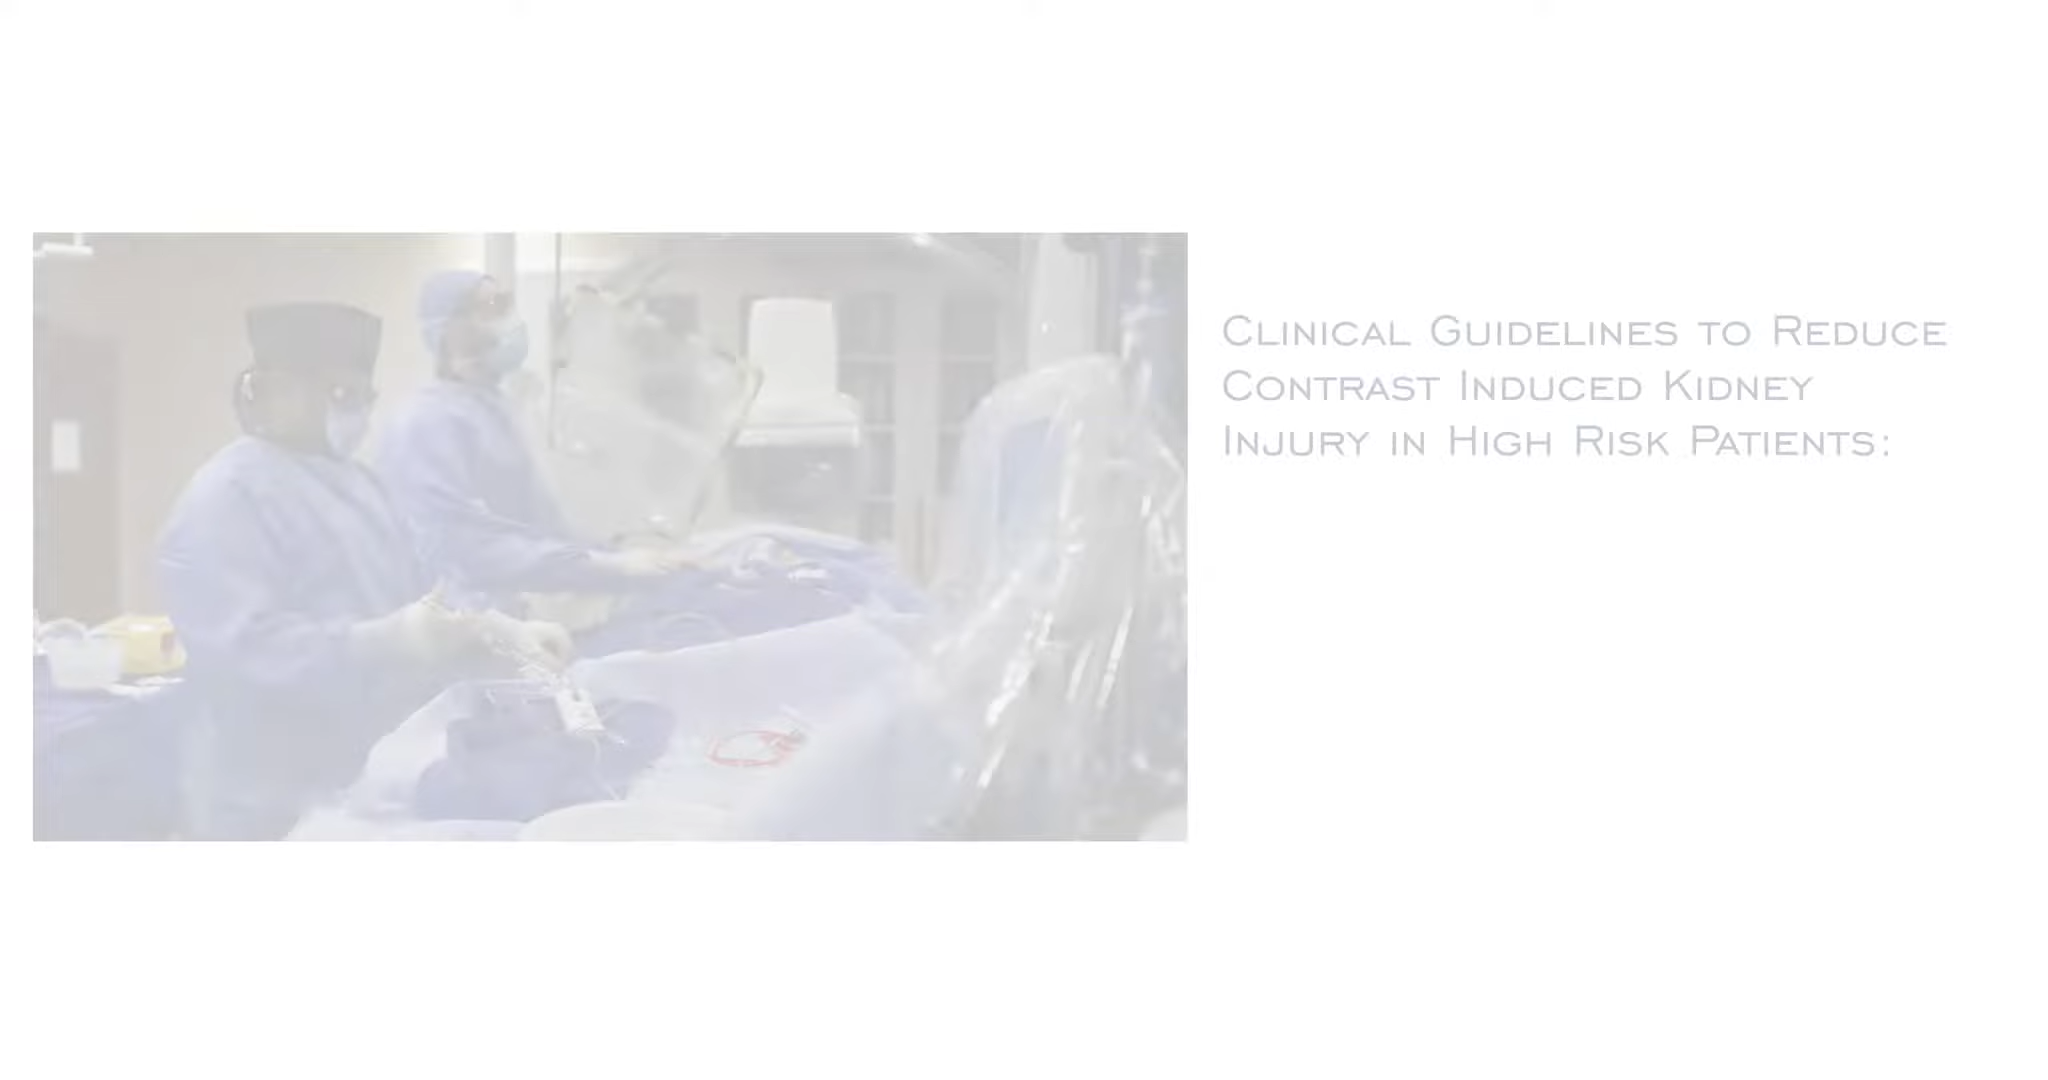 Clinical Guidelines to Reduce
Contrast Induced Kidney
Injury in High Risk Patients: